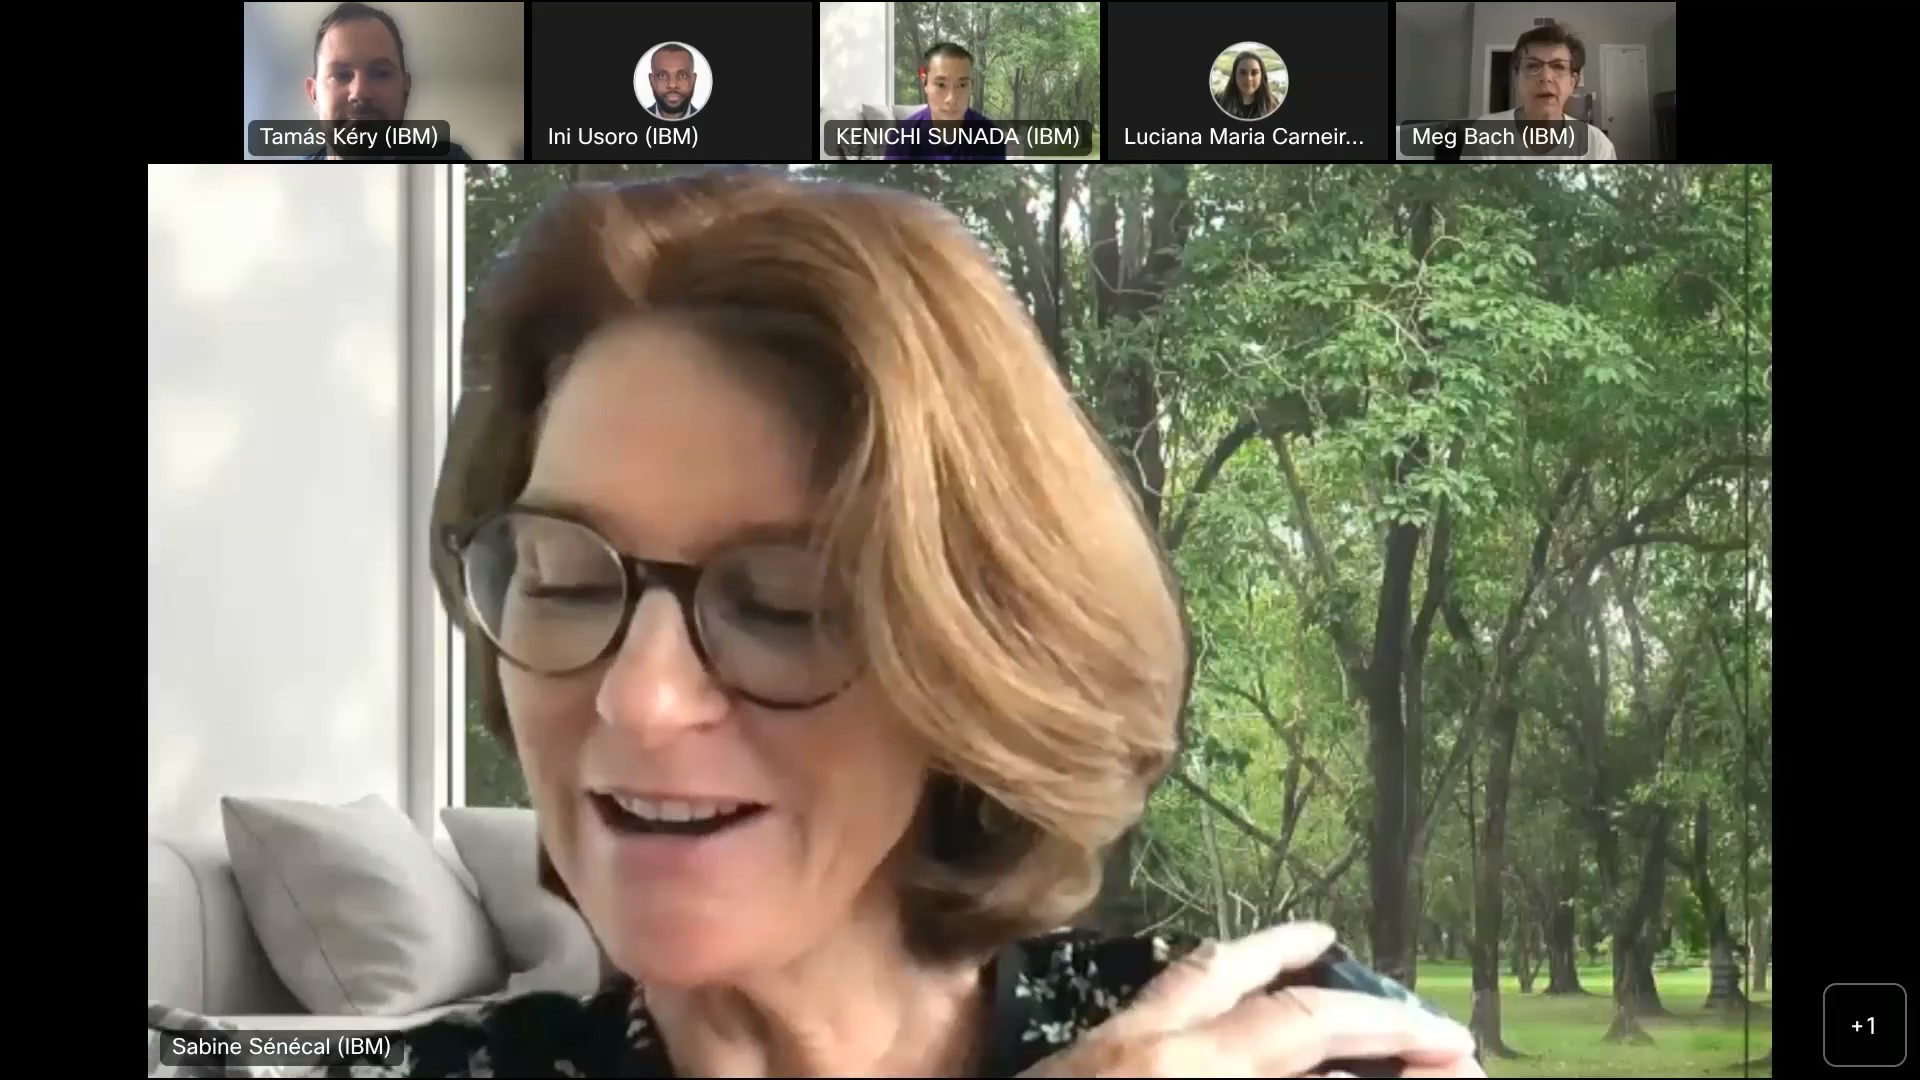 Tamás Kéry (IBM)
Ini Usoro (IBM)
KENICHI SUNADA (IBM)
Luciana Maria Carneir...
Meg Bach (IBM)
Sabine Sénécal (IBM)
+1